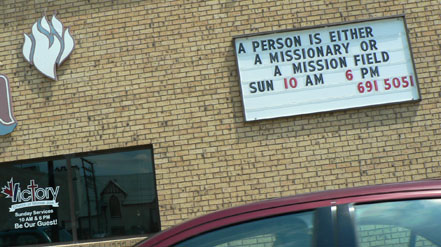 A PERSON IS EITHER
A MISSIONARY OR
A MISSION FIELD
SUN 10 AM 6 PM
691 5051
Victory
Sunday Services
10 AM & 6 PM
Be Our Guest!